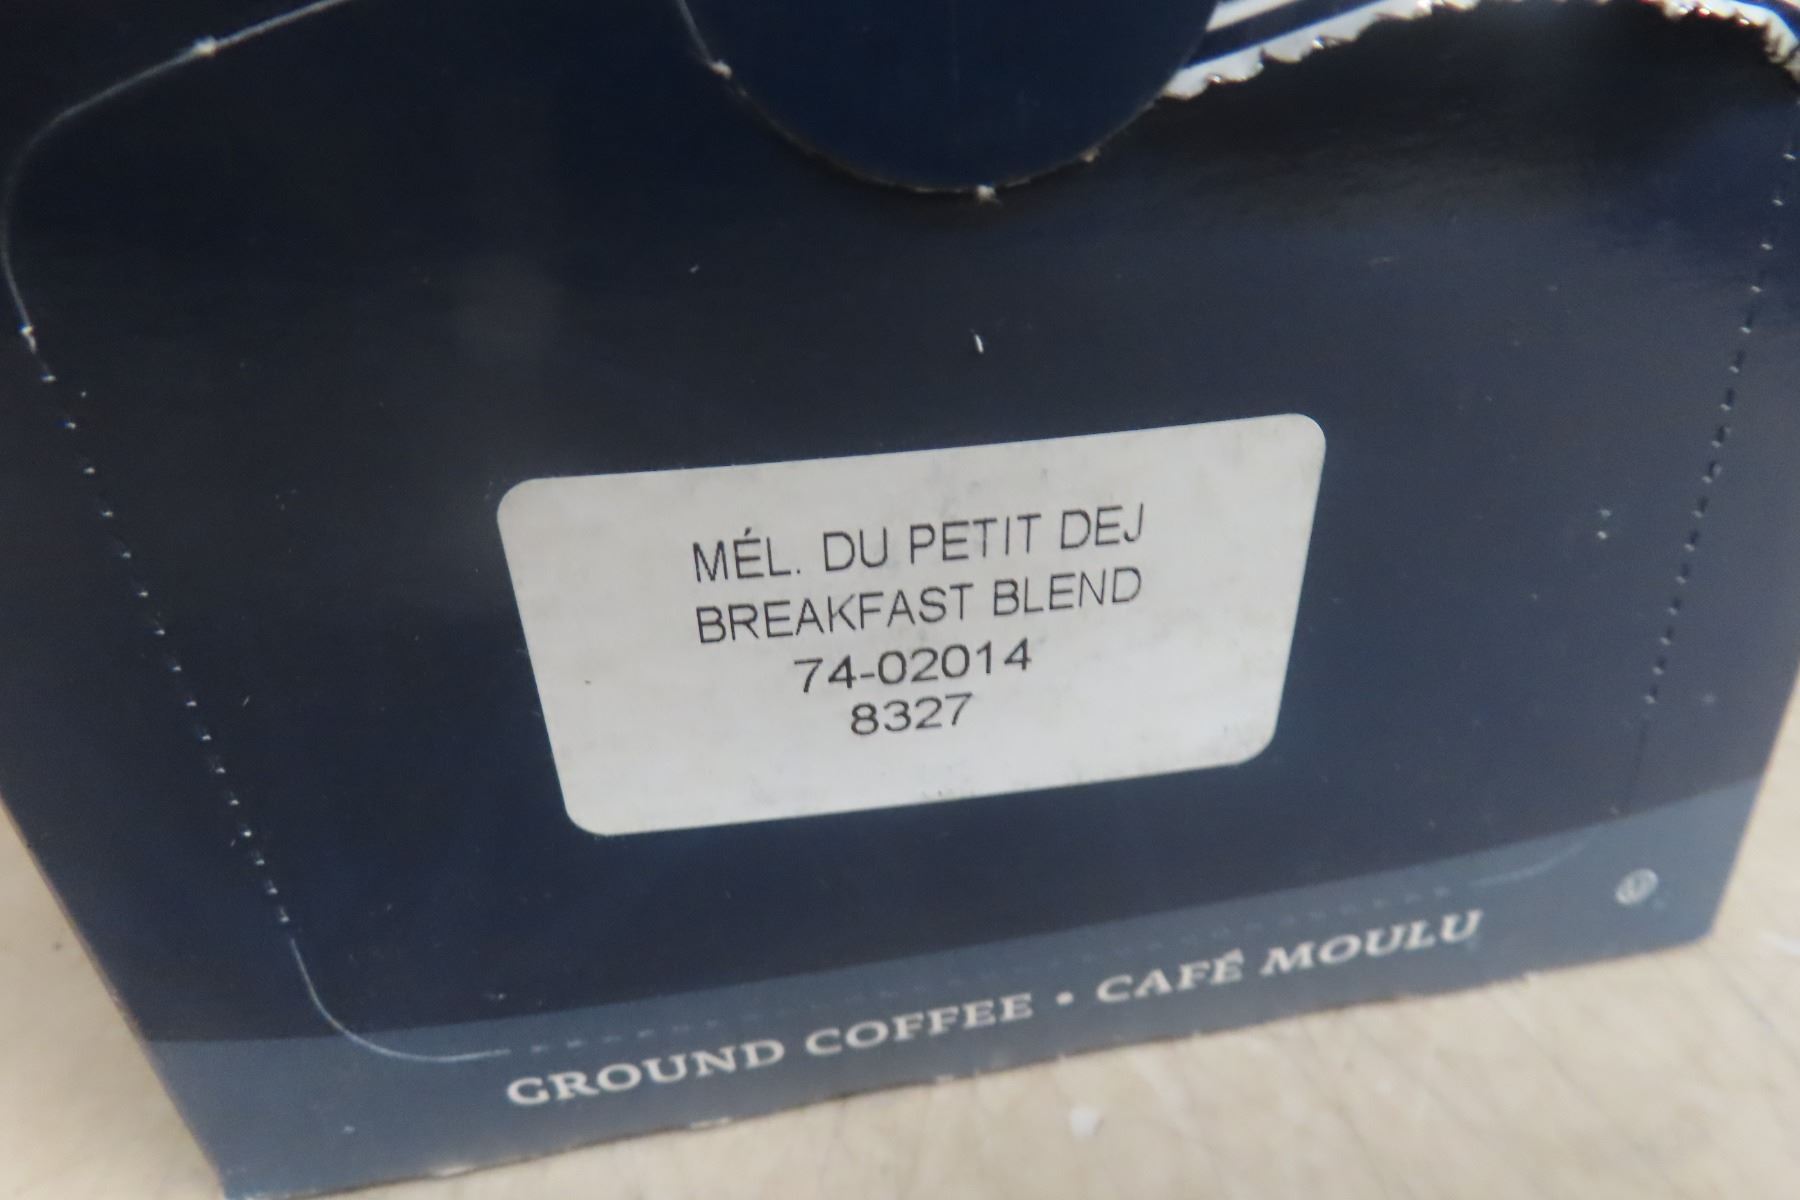 MÉL. DU PETIT DEJ
BREAKFAST BLEND
74-02014
8327
GROUND COFFEE • CAFÉ MOULU